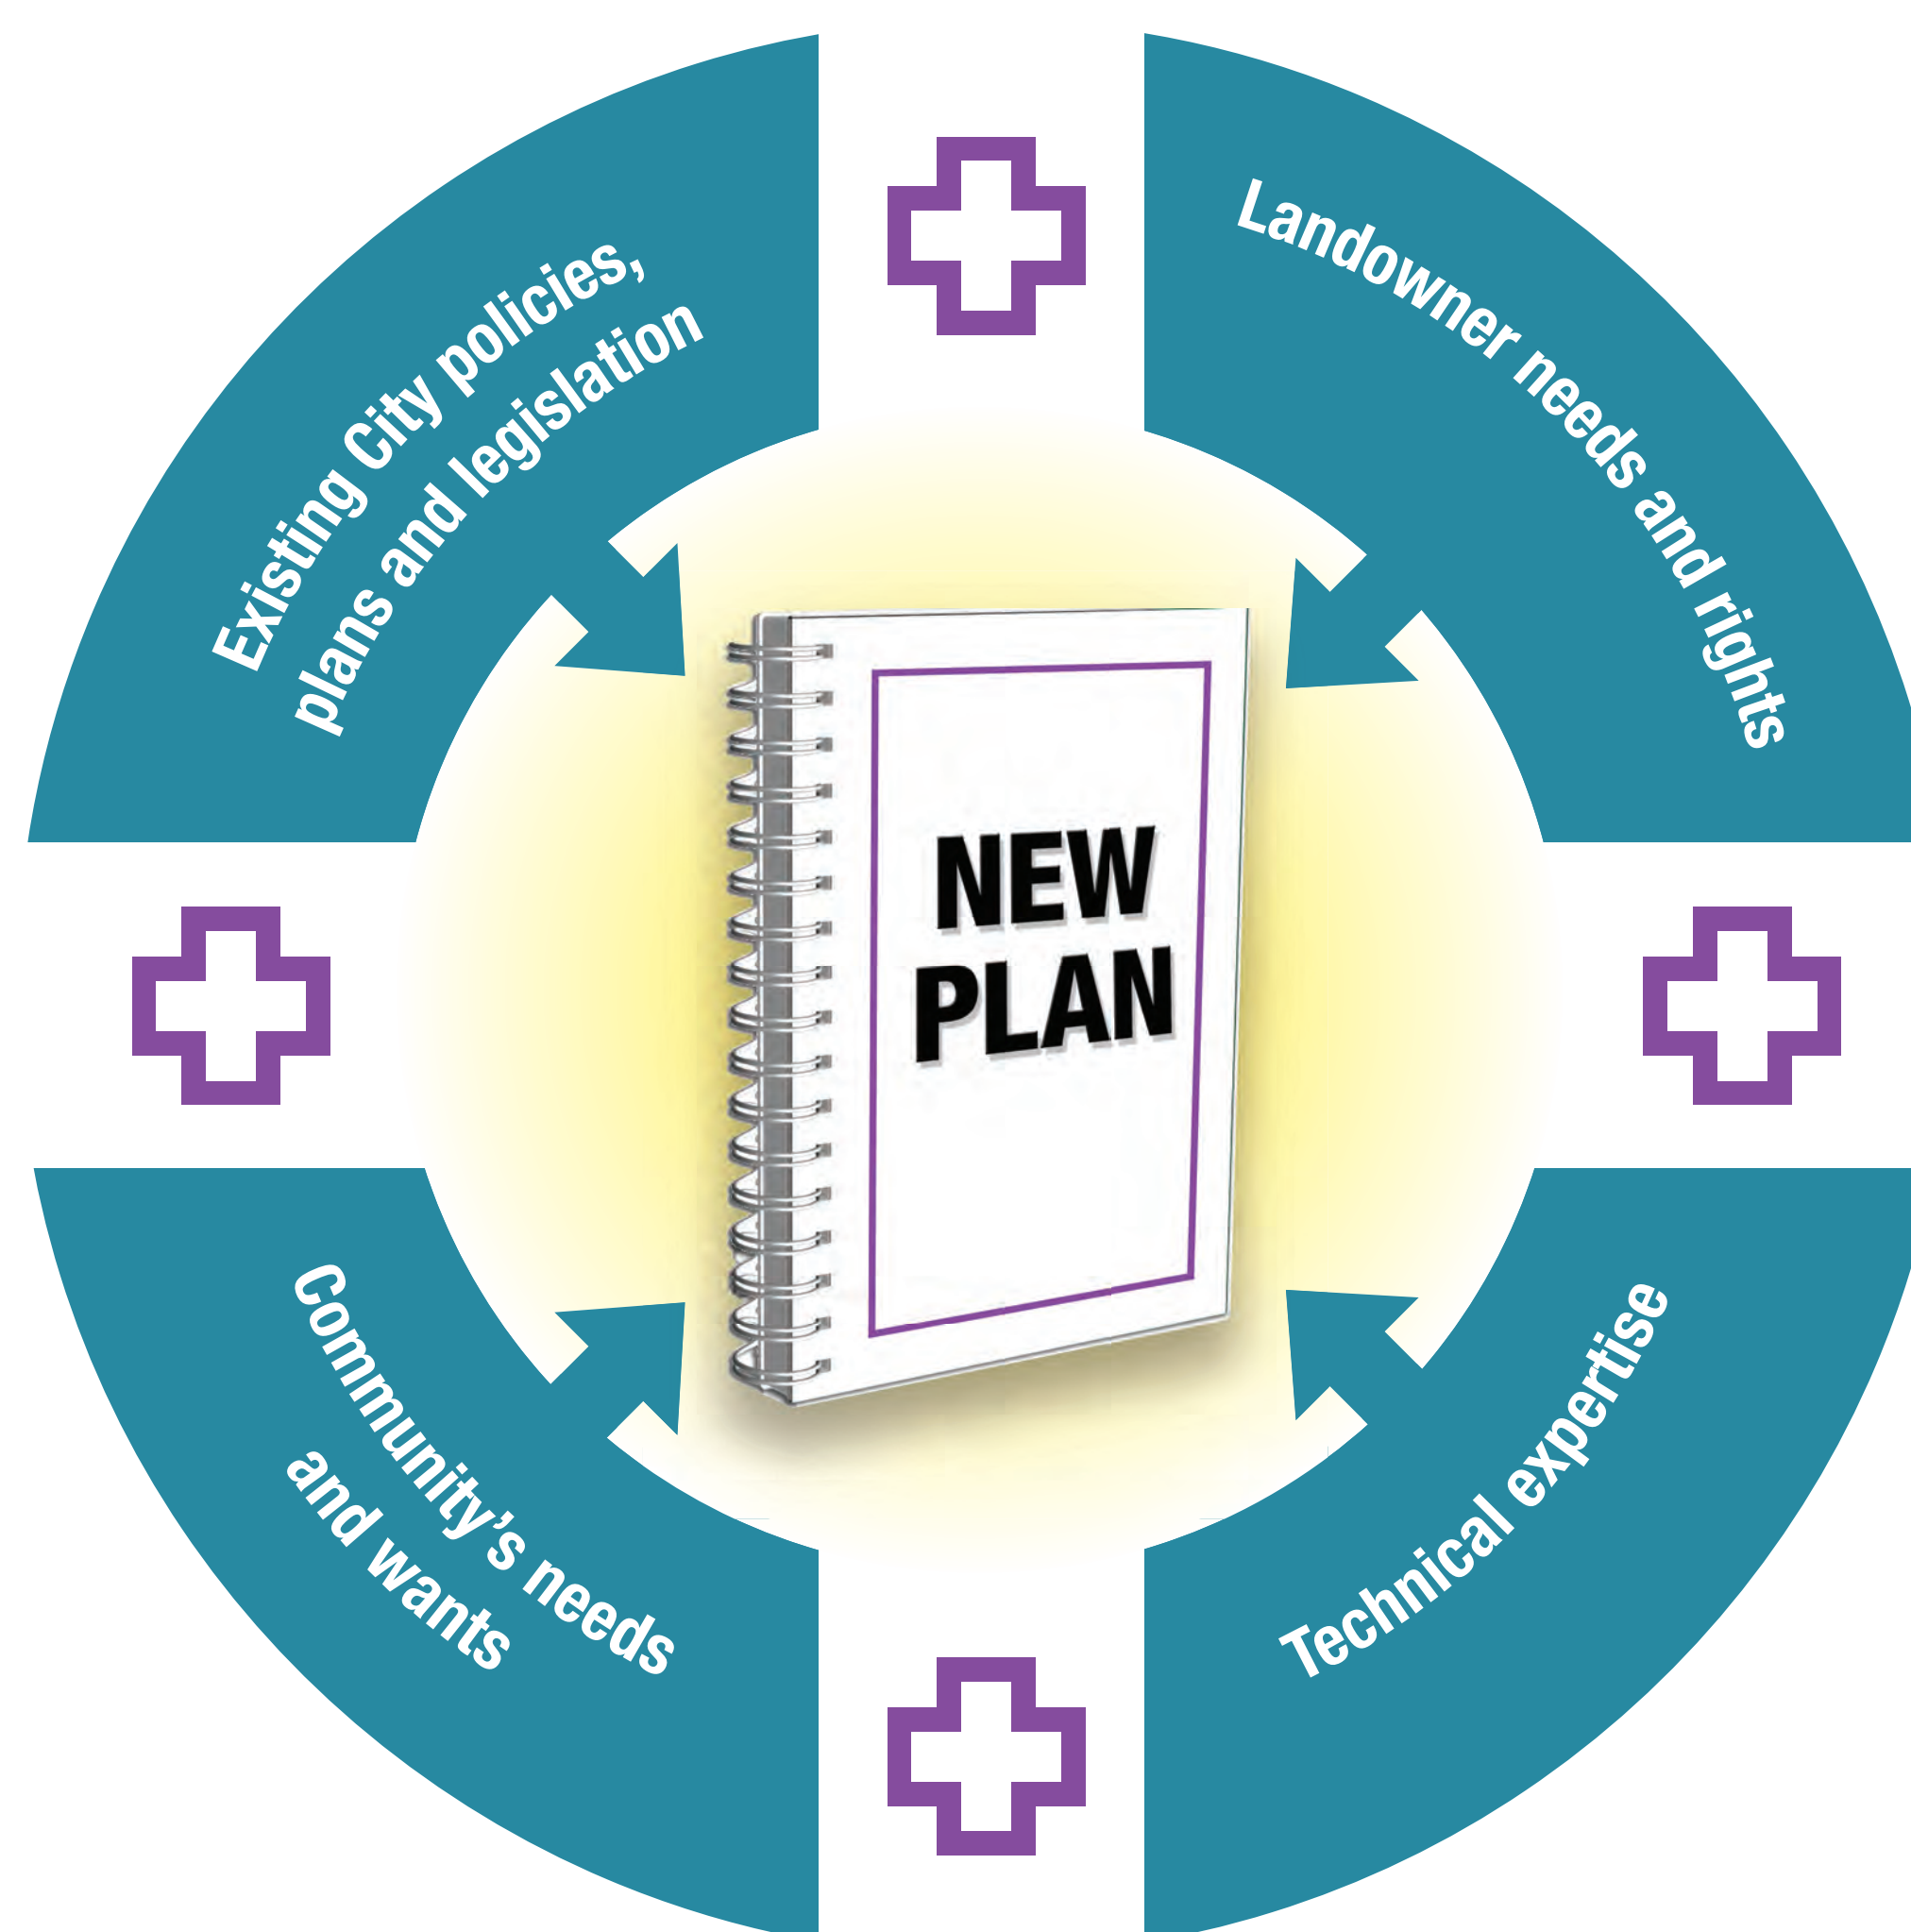 Existing City policies,
plans and legislation
Landowner needs and rights
NEW
PLAN
Community's needs
and wants
Technical expertise